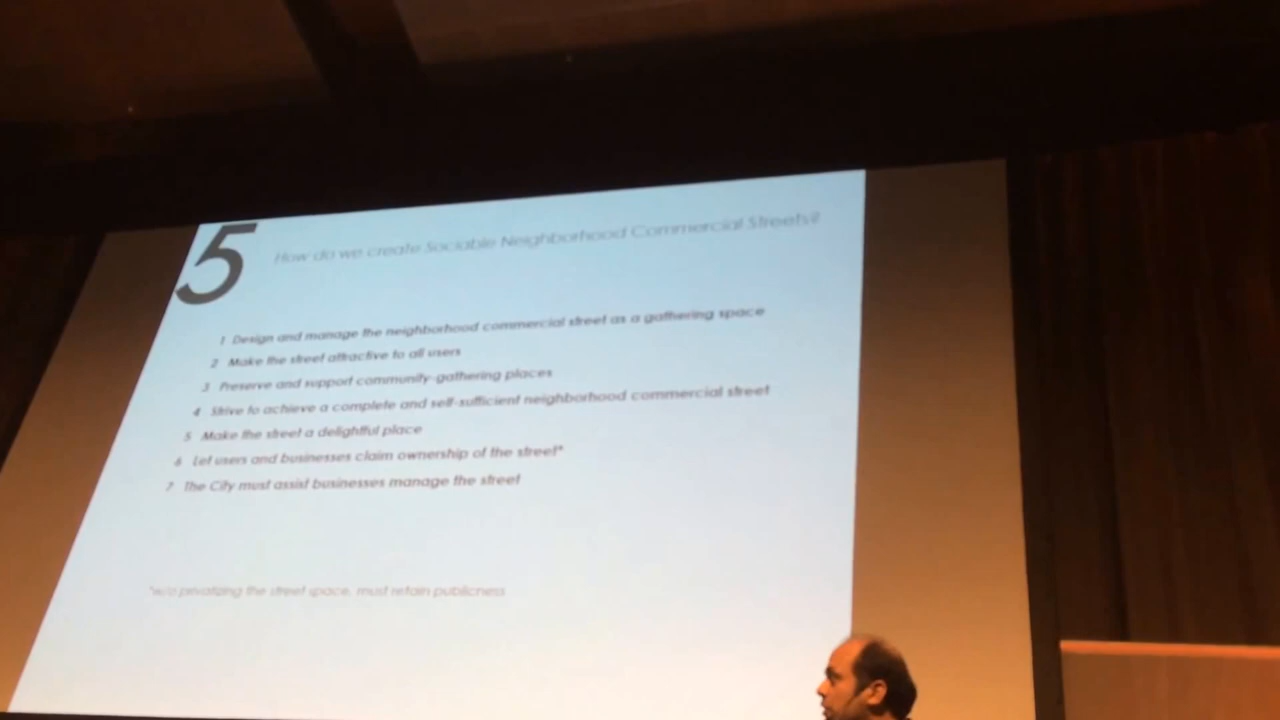 5
How do we create Sociable Neighborhood Commercial Streets?
1 Design and manage the neighborhood commercial street as a gathering space
2 Make the street attractive to all users
3 Preserve and support community-gathering places
4 Strive to achieve a complete and self-sufficient neighborhood commercial street
5 Make the street a delightful place
6 Let users and businesses claim ownership of the street*
7 The City must assist businesses manage the street
*w/o privatizing the street space, must retain publicness